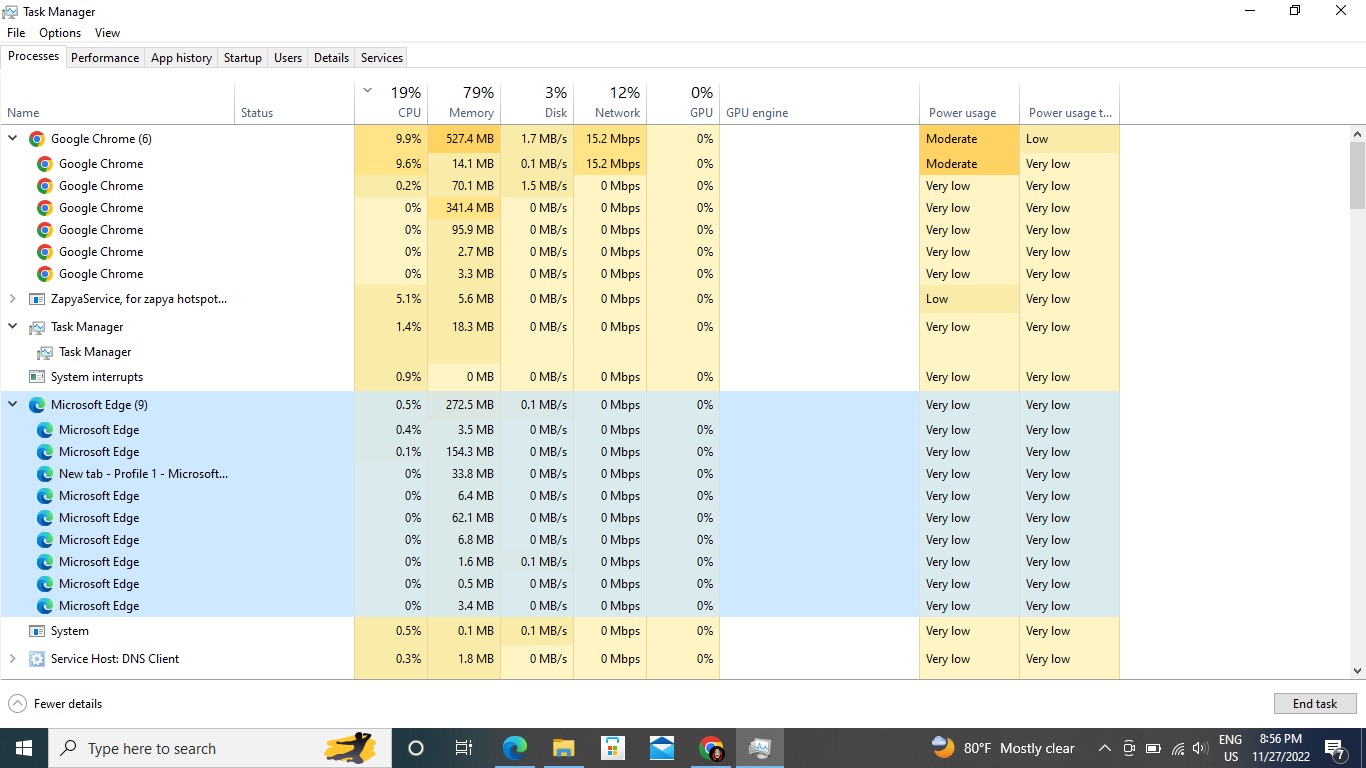 Task Manager
File Options View
Processes Performance App history Startup Users Details Services
19% 79% 3% 12% 0%
Name Status CPU Memory Disk Network GPU GPU engine Power usage Power usage t...
Google Chrome (6) 9.9% 527.4 MB 1.7 MB/s 15.2 Mbps 0% Moderate Low
Google Chrome 9.6% 14.1 MB 0.1 MB/s 15.2 Mbps 0% Moderate Very low
Google Chrome 0.2% 70.1 MB 1.5 MB/s 0 Mbps 0% Very low Very low
Google Chrome 0% 341.4 MB 0 MB/s 0 Mbps 0% Very low Very low
Google Chrome 0% 95.9 MB 0 MB/s 0 Mbps 0% Very low Very low
Google Chrome 0% 2.7 MB 0 MB/s 0 Mbps 0% Very low Very low
Google Chrome 0% 3.3 MB 0 MB/s 0 Mbps 0% Very low Very low
ZapyaService, for zapya hotspot... 5.1% 5.6 MB 0 MB/s 0 Mbps 0% Low Very low
Task Manager 1.4% 18.3 MB 0 MB/s 0 Mbps 0% Very low Very low
Task Manager
System interrupts 0.9% 0 MB 0 MB/s 0 Mbps 0% Very low Very low
Microsoft Edge (9) 0.5% 272.5 MB 0.1 MB/s 0 Mbps 0% Very low Very low
Microsoft Edge 0.4% 3.5 MB 0 MB/s 0 Mbps 0% Very low Very low
Microsoft Edge 0.1% 154.3 MB 0 MB/s 0 Mbps 0% Very low Very low
New tab - Profile 1 - Microsoft... 0% 33.8 MB 0 MB/s 0 Mbps 0% Very low Very low
Microsoft Edge 0% 6.4 MB 0 MB/s 0 Mbps 0% Very low Very low
Microsoft Edge 0% 62.1 MB 0 MB/s 0 Mbps 0% Very low Very low
Microsoft Edge 0% 6.8 MB 0 MB/s 0 Mbps 0% Very low Very low
Microsoft Edge 0% 1.6 MB 0.1 MB/s 0 Mbps 0% Very low Very low
Microsoft Edge 0% 0.5 MB 0 MB/s 0 Mbps 0% Very low Very low
Microsoft Edge 0% 3.4 MB 0 MB/s 0 Mbps 0% Very low Very low
System 0.5% 0.1 MB 0.1 MB/s 0 Mbps 0% Very low Very low
Service Host: DNS Client 0.3% 1.8 MB 0 MB/s 0 Mbps 0% Very low Very low
Fewer details End task
Type here to search 80°F Mostly clear ENG 8:56 PM
US 11/27/2022 7